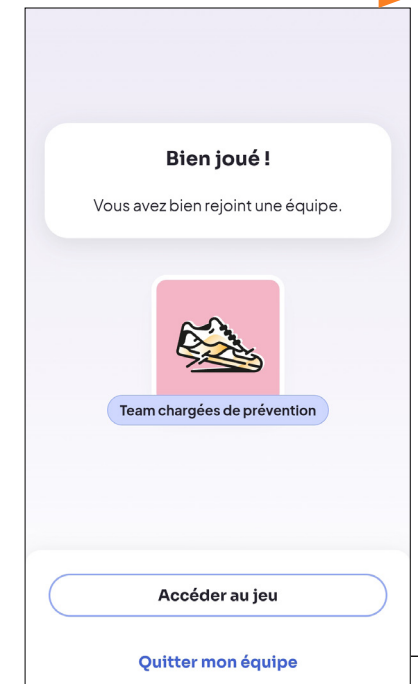 Bien joué !
Vous avez bien rejoint une équipe.
Team chargées de prévention
Accéder au jeu
Quitter mon équipe